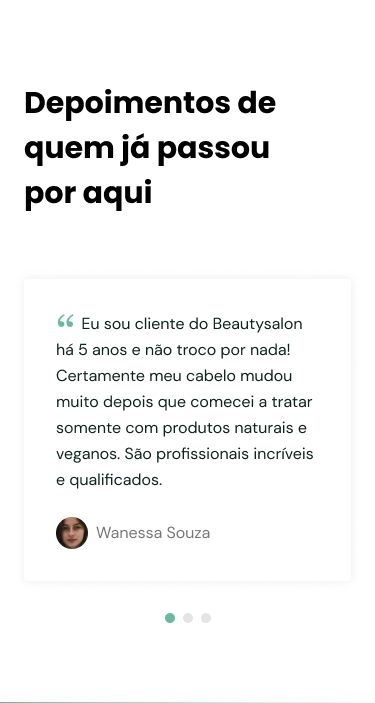 Depoimentos de
quem já passou
por aqui
“ Eu sou cliente do Beautysalon
há 5 anos e não troco por nada!
Certamente meu cabelo mudou
muito depois que comecei a tratar
somente com produtos naturais e
veganos. São profissionais incríveis
e qualificados.
Wanessa Souza